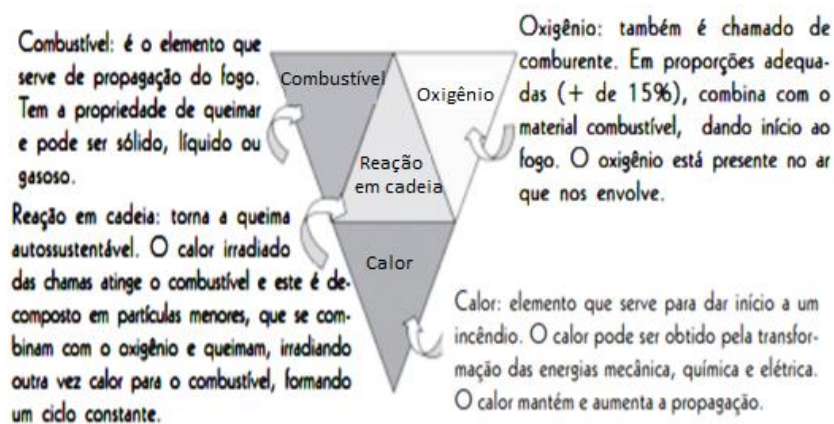 Combustível: é o elemento que
serve de propagação do fogo.
Tem a propriedade de queimar
e pode ser sólido, líquido ou
gasoso.
Reação em cadeia: torna a queima
autossustentável. O calor irradiado
das chamas atinge o combustível e este é de-
composto em partículas menores, que se com-
binam com o oxigênio e queimam, irradiando
outra vez calor para o combustível, formando
um ciclo constante.
Combustível
Oxigênio
Reação
em cadeia
Calor
Oxigênio: também é chamado de
comburente. Em proporções adequa-
das (+ de 15%), combina com o
material combustível, dando início ao
fogo. O oxigênio está presente no ar
que nos envolve.
Calor: elemento que serve para dar início a um
incêndio. O calor pode ser obtido pela transfor-
mação das energias mecânica, química e elétrica.
O calor mantém e aumenta a propagação.